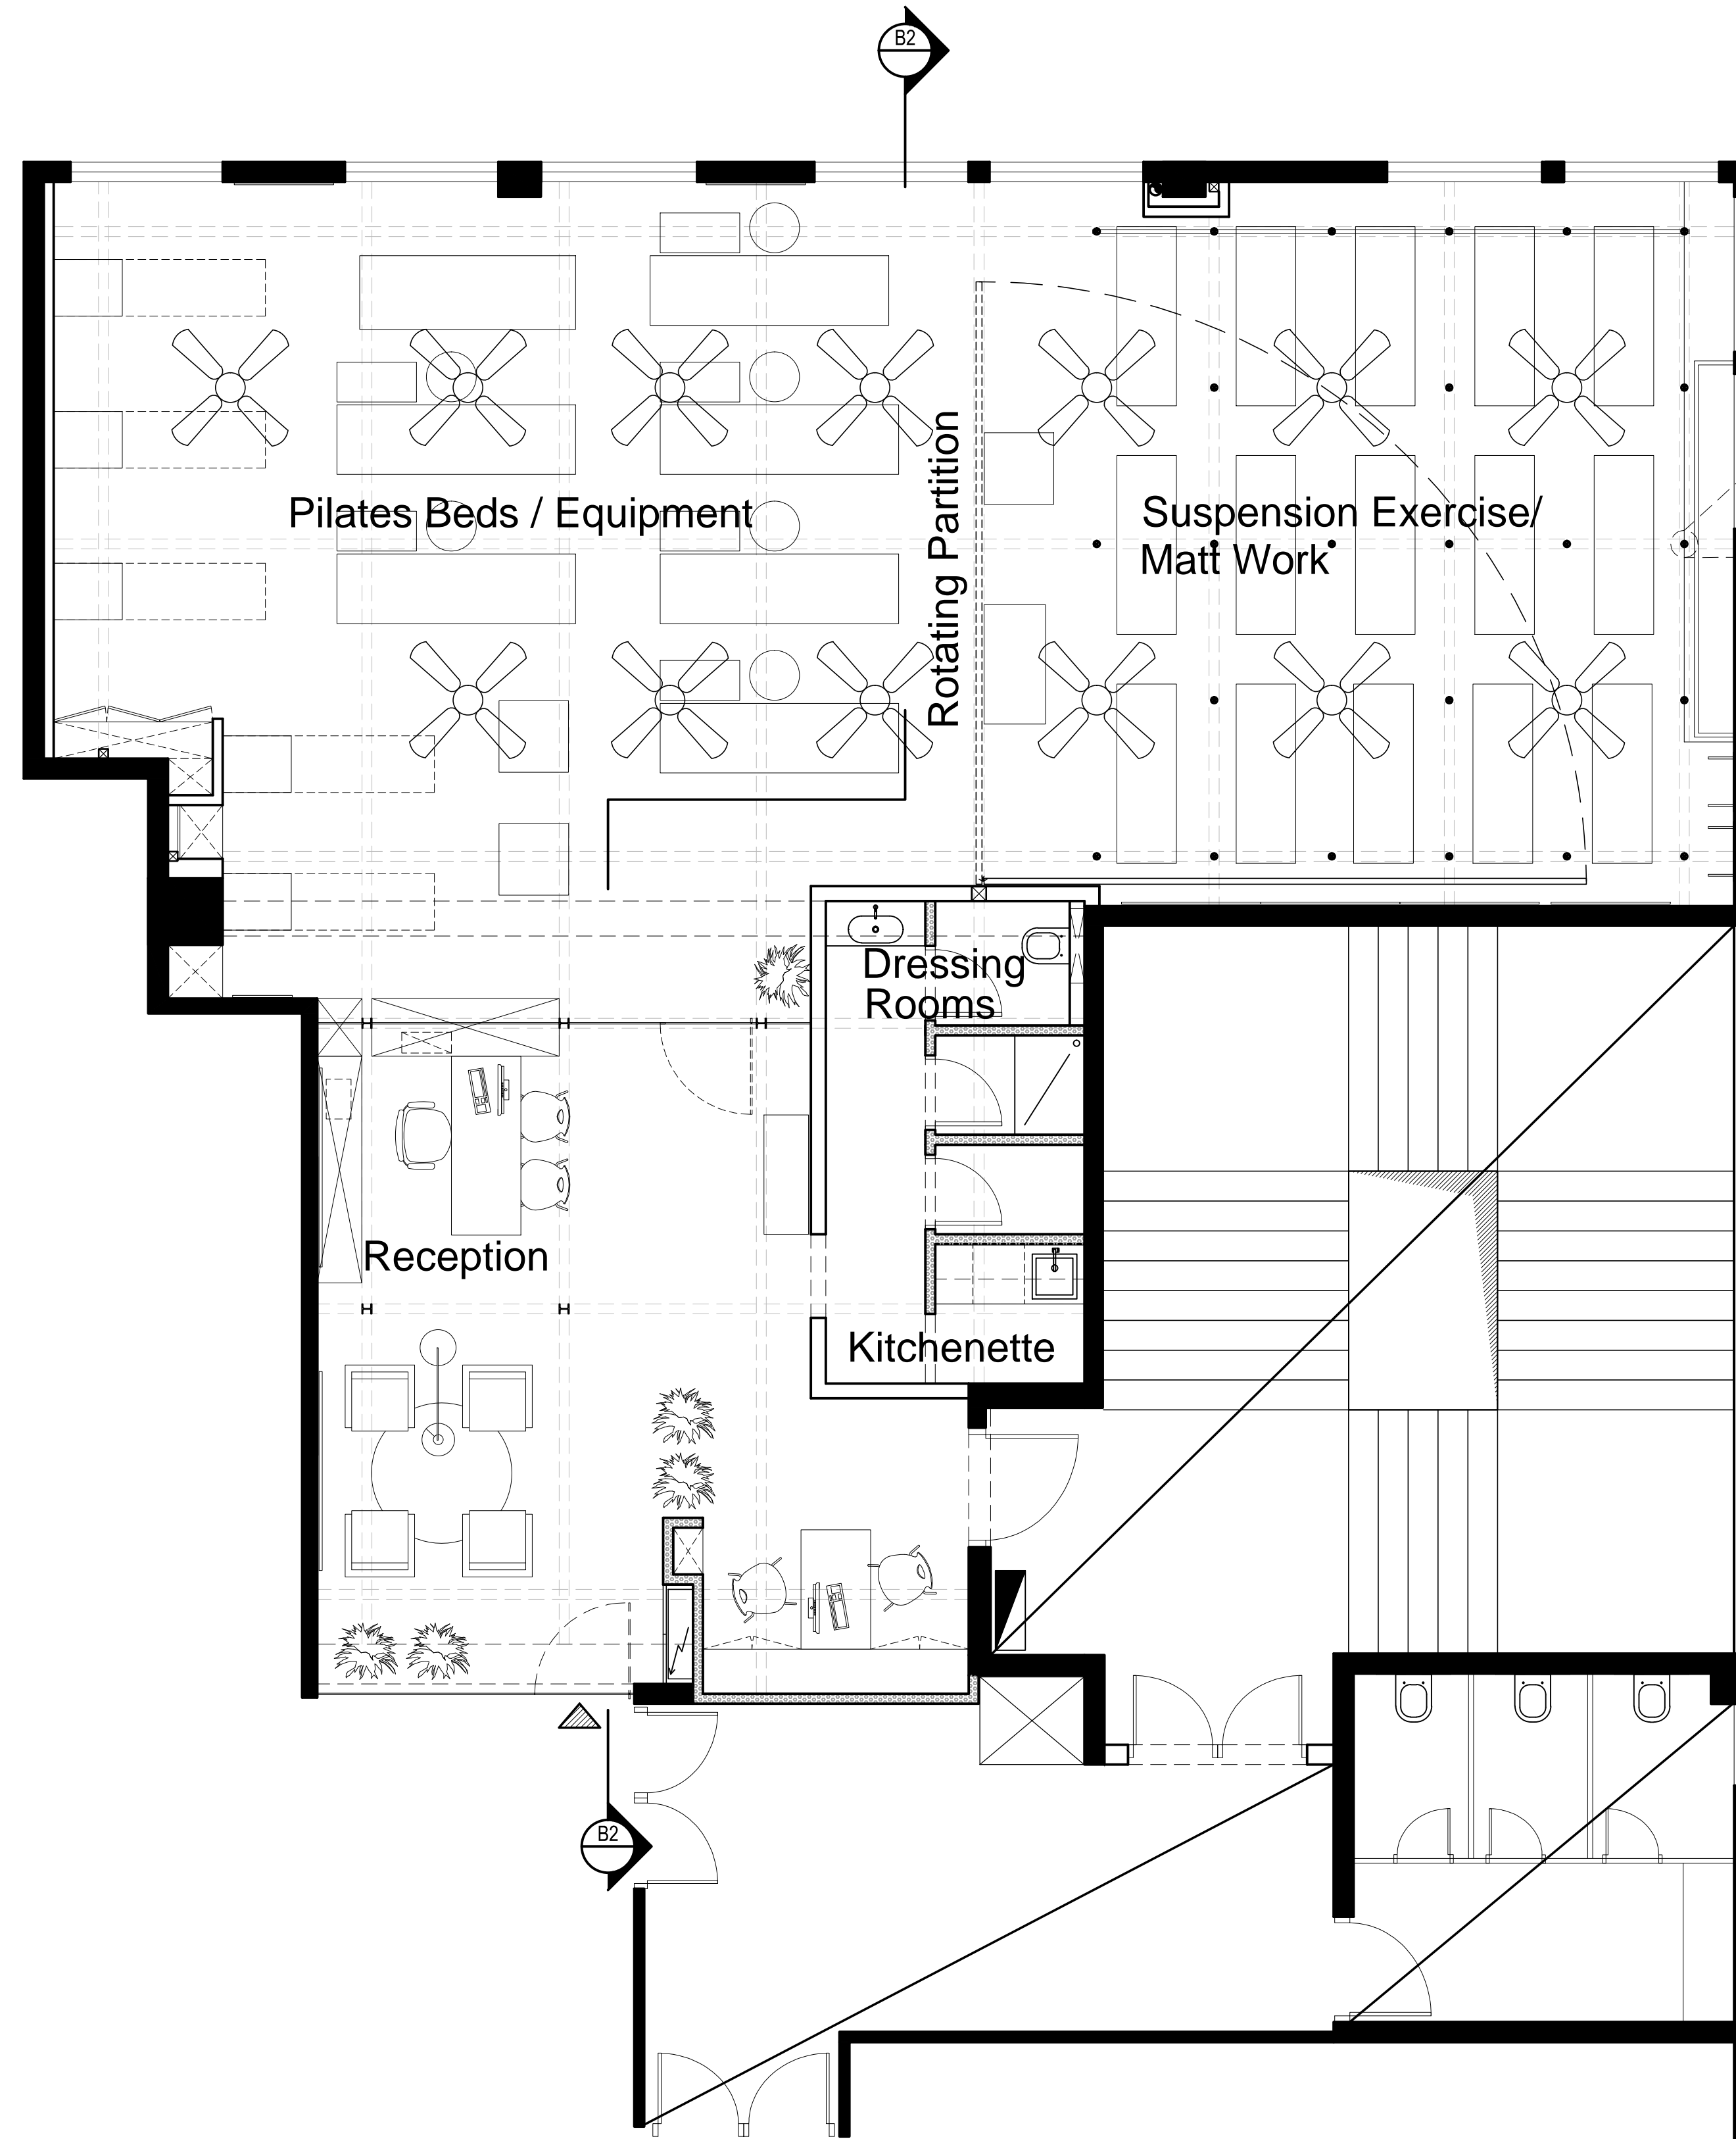 B2
Pilates Beds / Equipment
Rotating Partition
Suspension Exercise/
Matt Work
Dressing
Rooms
Reception
Kitchenette
B2